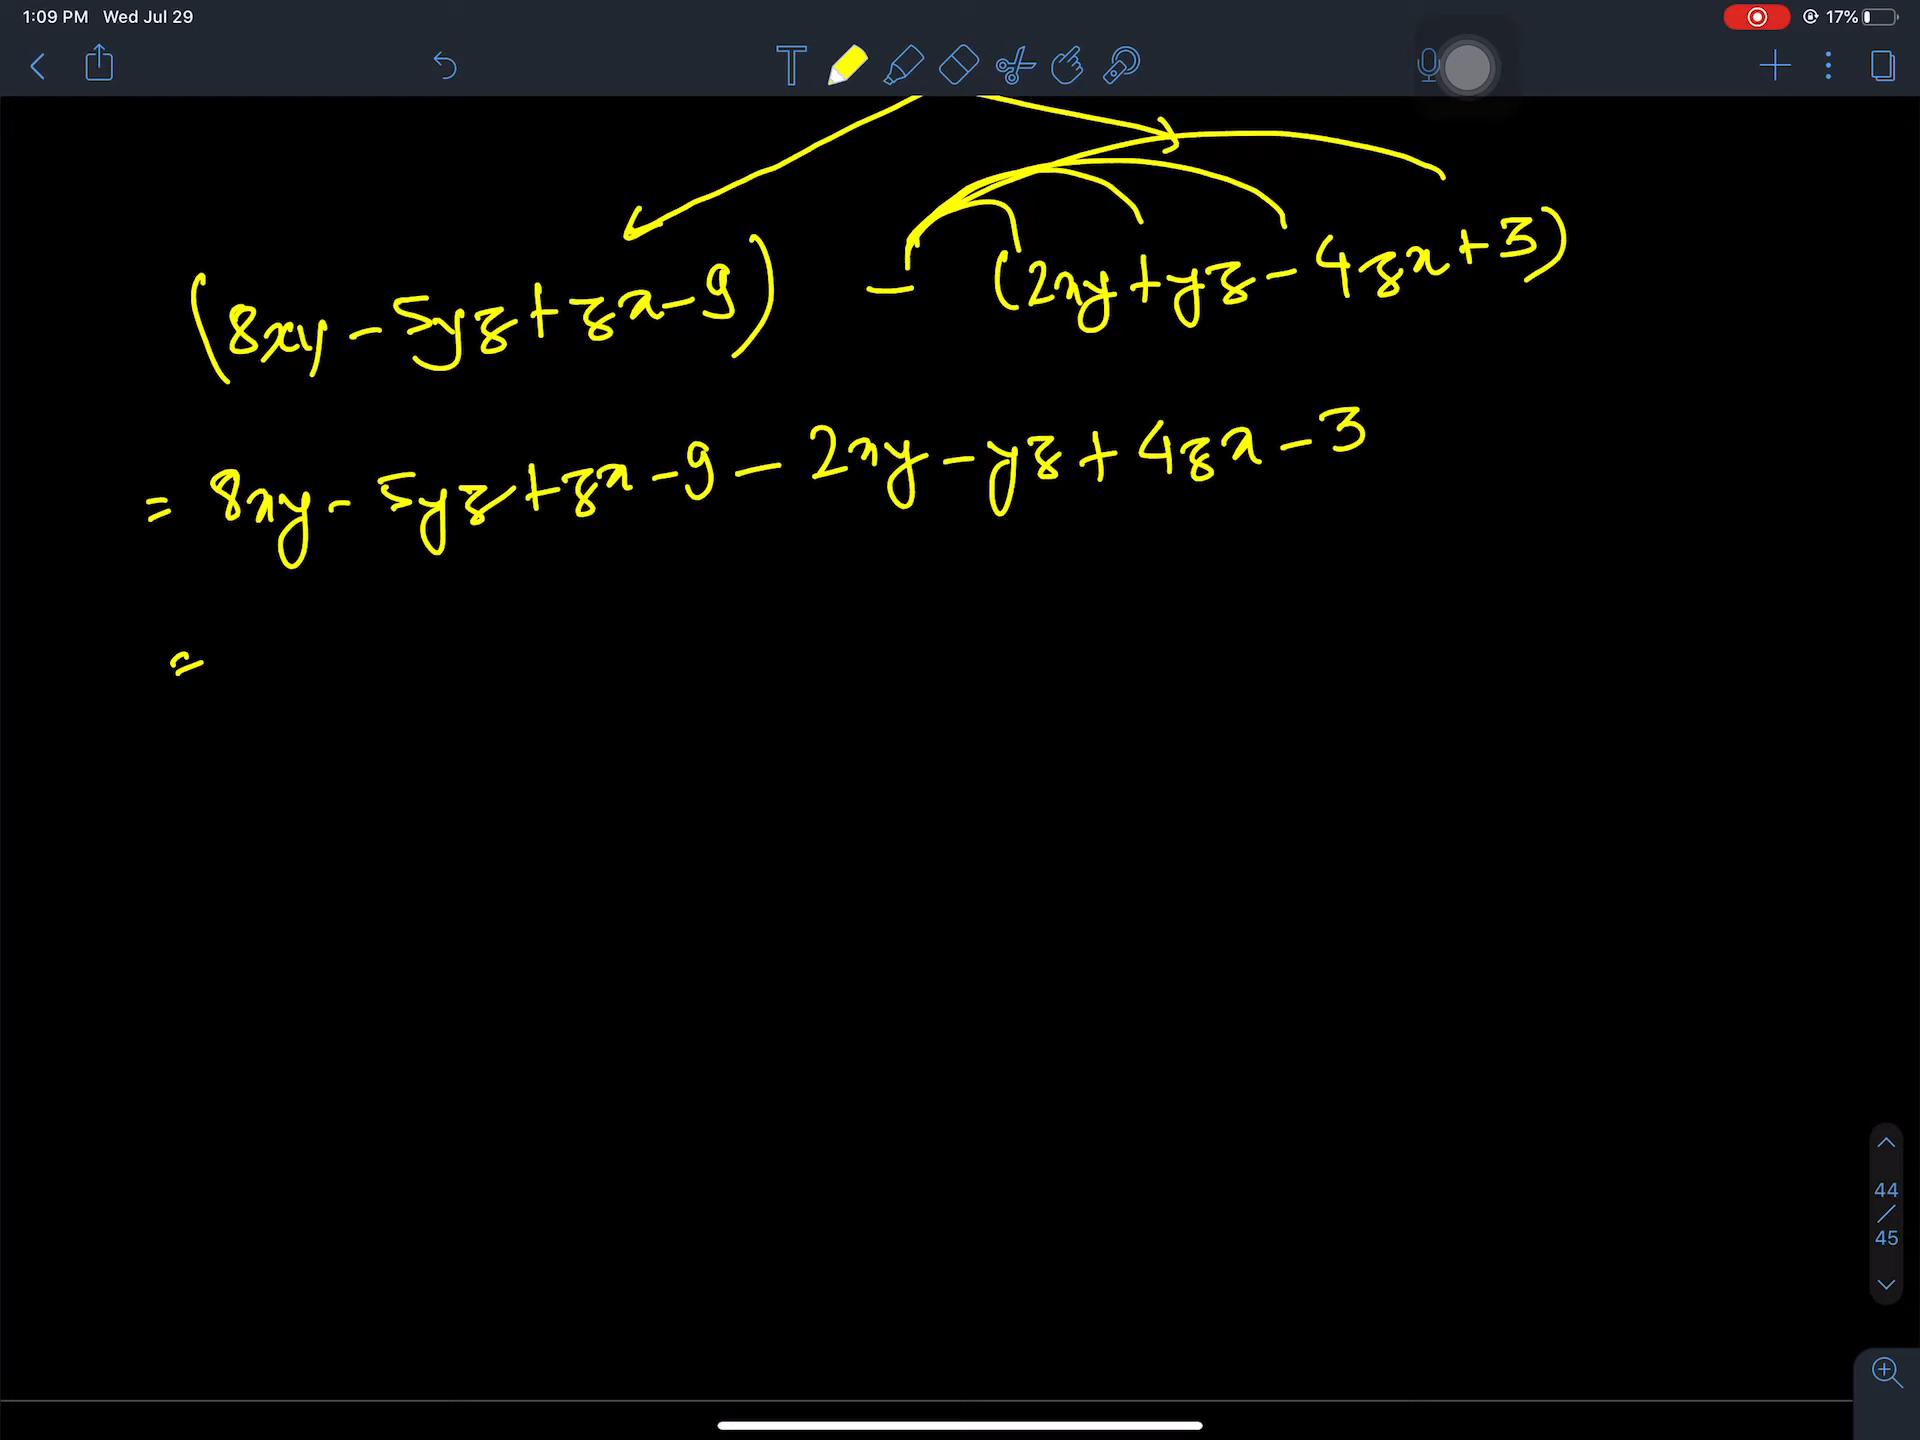 1:09 PM Wed Jul 29 17%
T
(8xy - 5yz + zx - 9) - (2xy + yz - 4zx + 3)
= 8xy - 5yz + zx - 9 - 2xy - yz + 4zx - 3
=
44
/
45